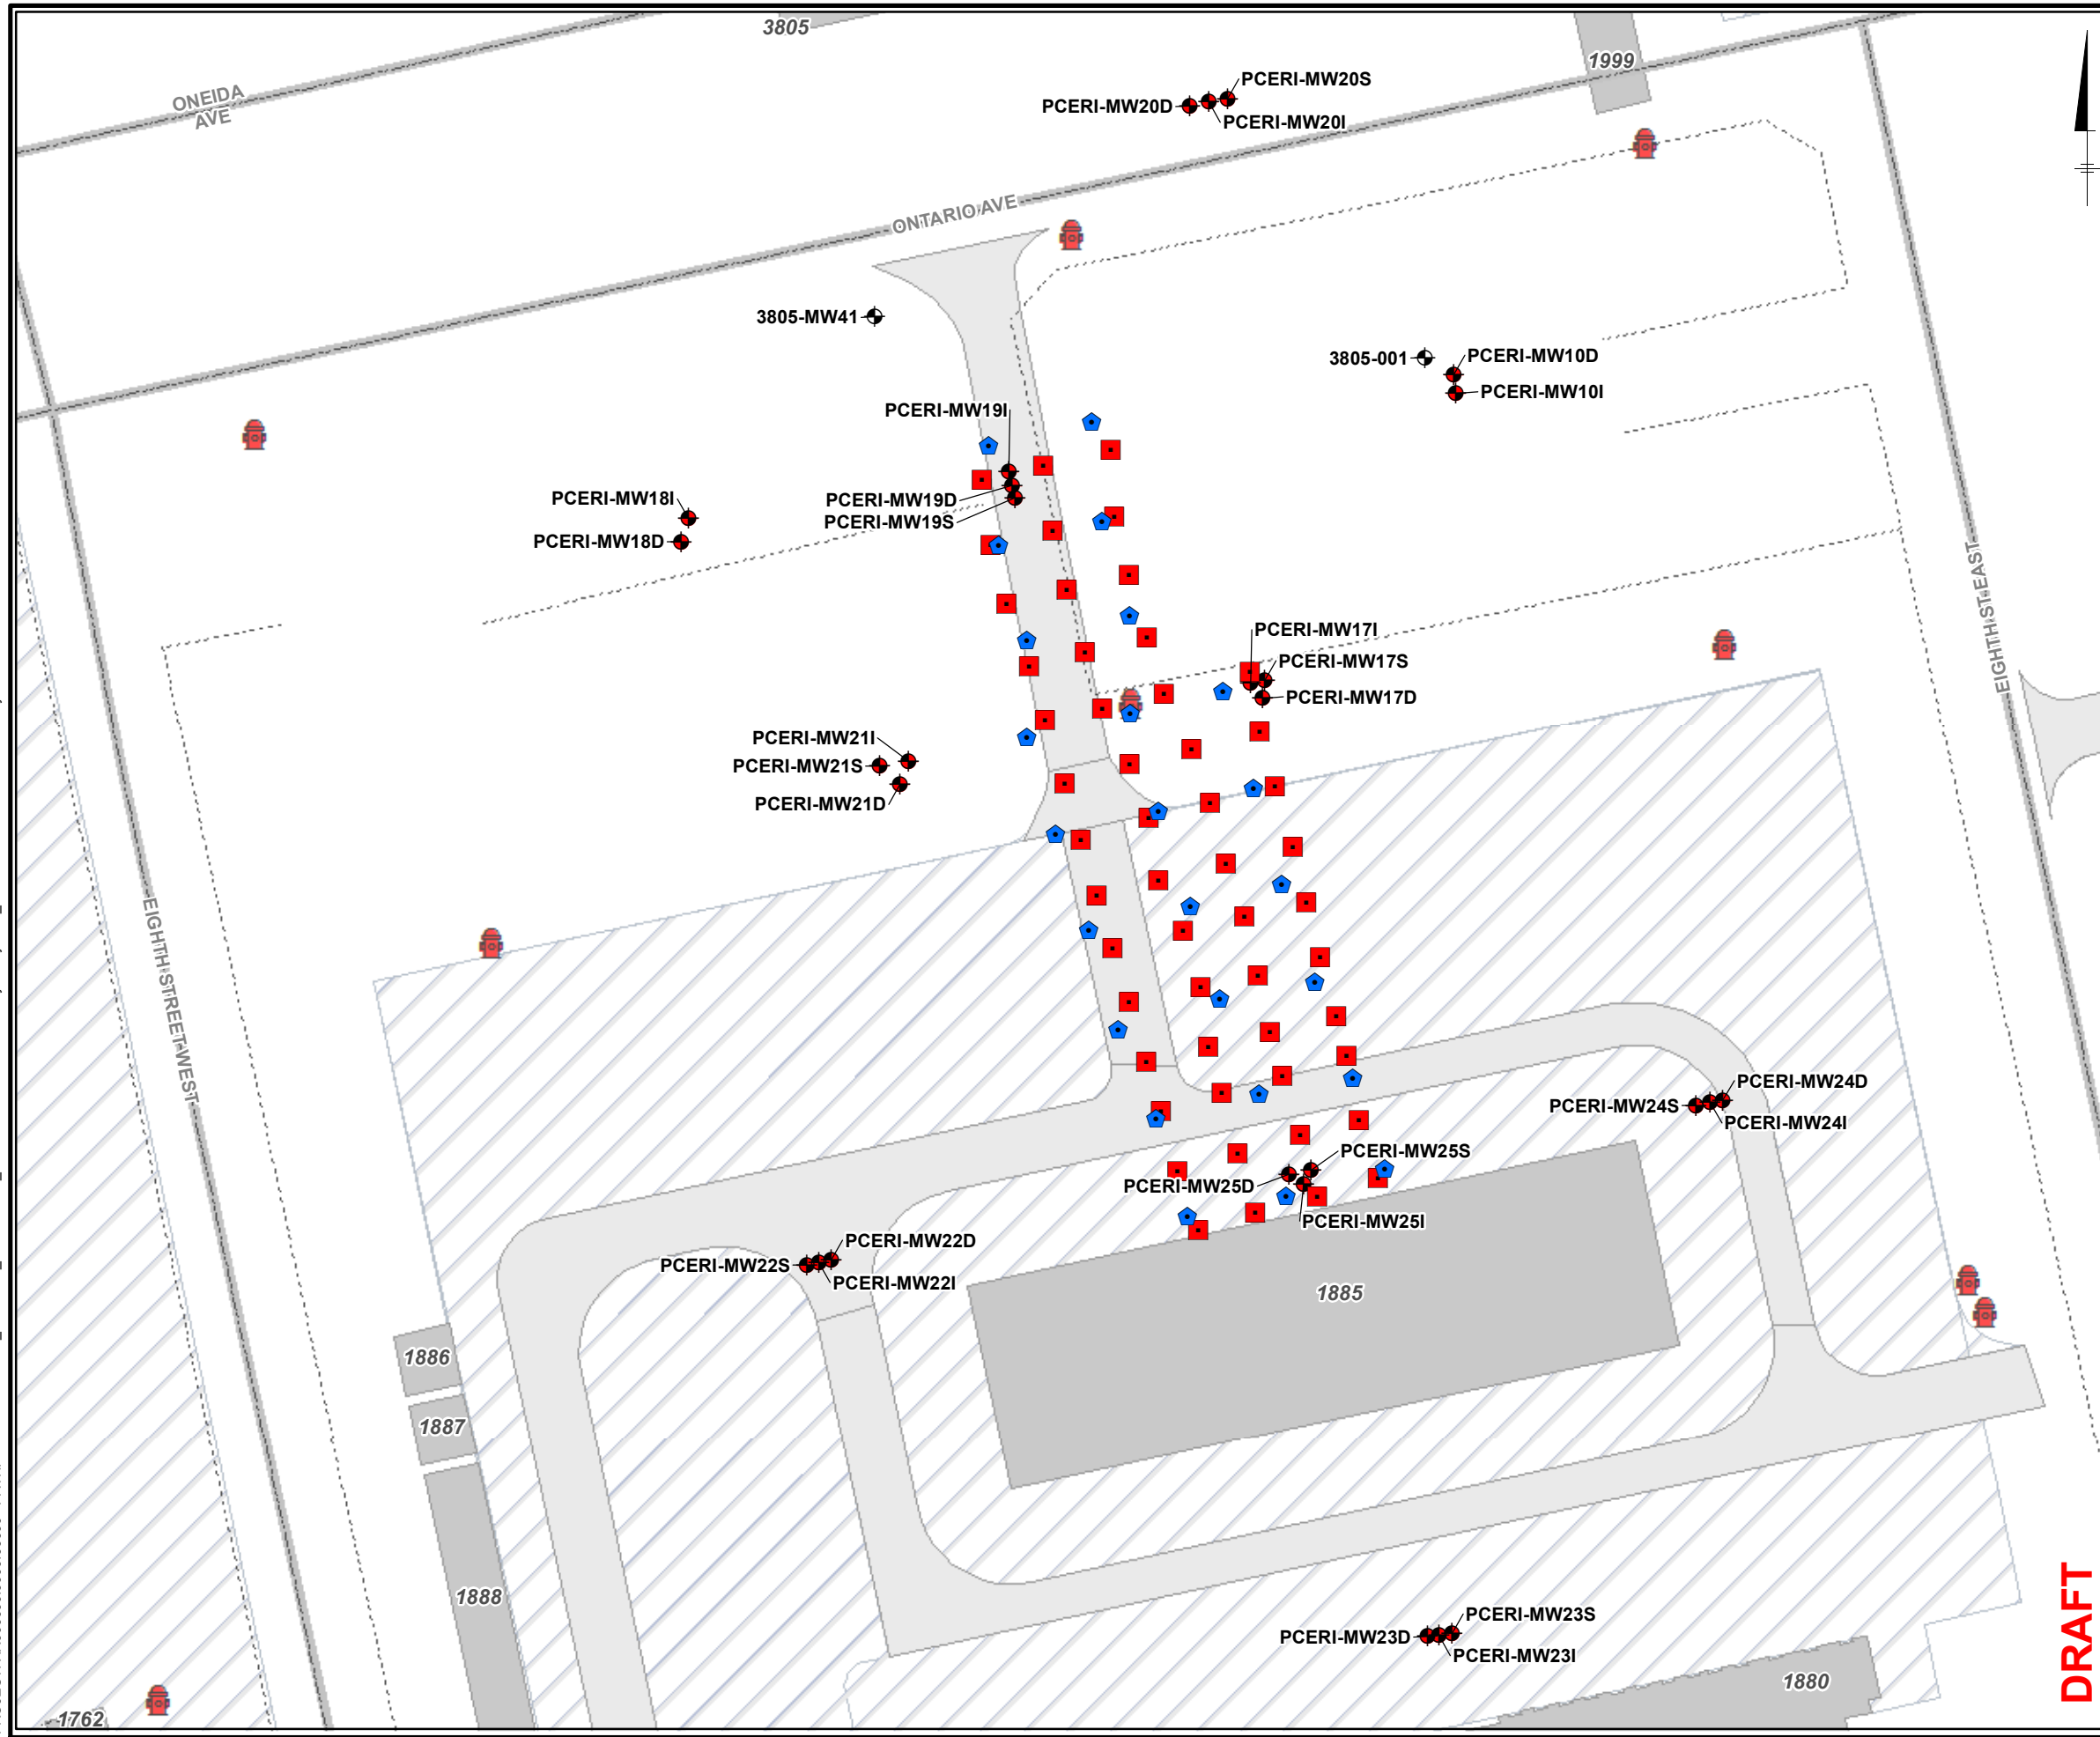 3805
1999
ONEIDA
AVE
PCERI-MW20S
PCERI-MW20D
PCERI-MW20I
ONTARIO AVE
3805-MW41
3805-001
PCERI-MW10D
PCERI-MW10I
PCERI-MW19I
PCERI-MW18I
PCERI-MW19D
PCERI-MW19S
PCERI-MW18D
EIGHTH ST EAST
PCERI-MW17I
PCERI-MW17S
PCERI-MW17D
PCERI-MW21I
PCERI-MW21S
PCERI-MW21D
EIGHTH STREET WEST
PCERI-MW24D
PCERI-MW24S
PCERI-MW24I
PCERI-MW25S
PCERI-MW25D
PCERI-MW25I
PCERI-MW22D
PCERI-MW22S
PCERI-MW22I
1885
1886
1887
1888
PCERI-MW23S
PCERI-MW23D
PCERI-MW23I
1880
1762
DRAFT